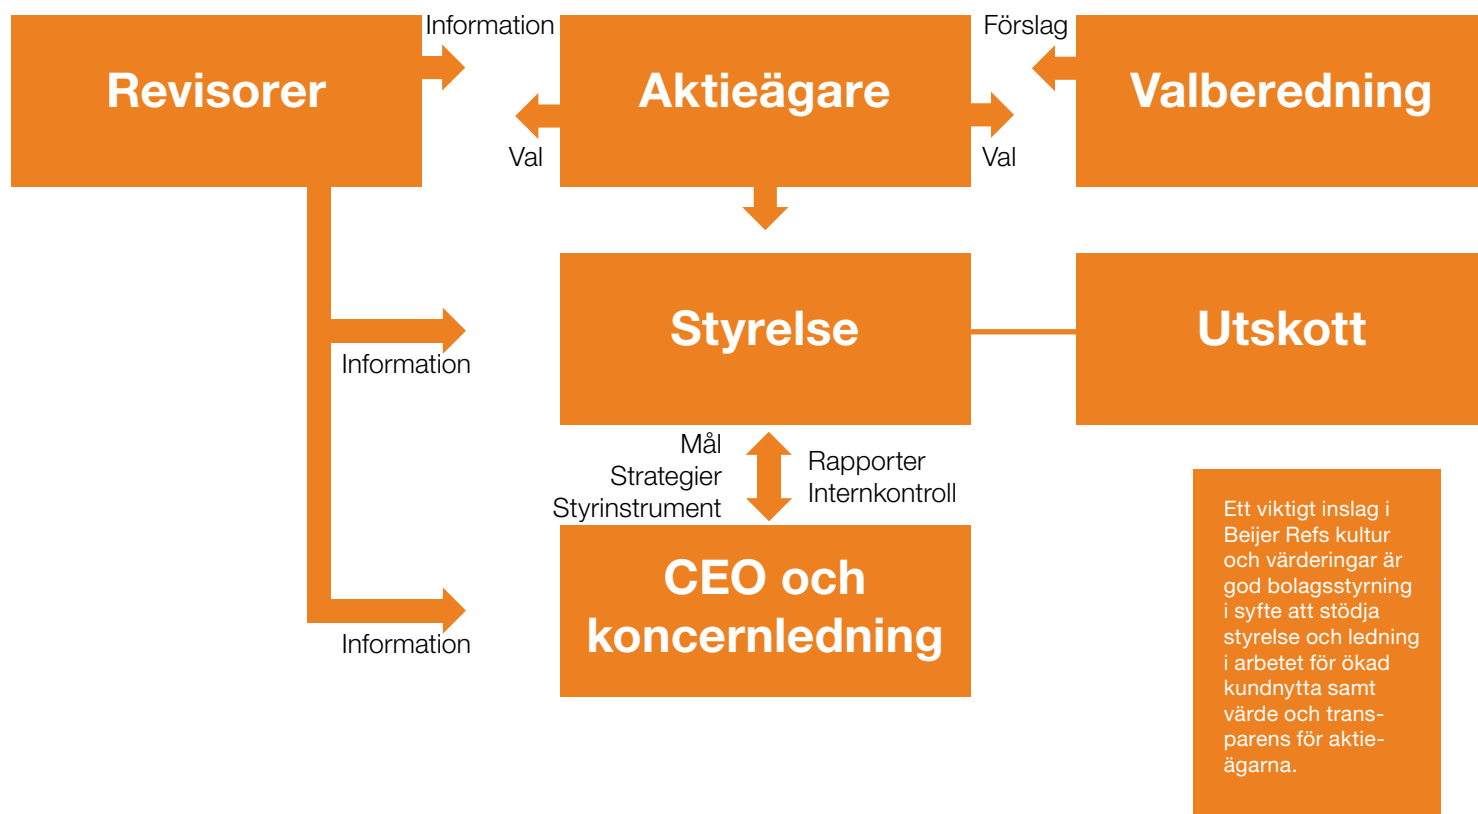 Information
Förslag
Revisorer
Aktieägare
Valberedning
Val
Val
Styrelse
Utskott
Information
Mål
Strategier
Styrinstrument
Rapporter
Internkontroll
CEO och
koncernledning
Information
Ett viktigt inslag i
Beijer Refs kultur
och värderingar är
god bolagsstyrning
i syfte att stödja
styrelse och ledning
i arbetet för ökad
kundnytta samt
värde och trans-
parens för aktie-
ägarna.